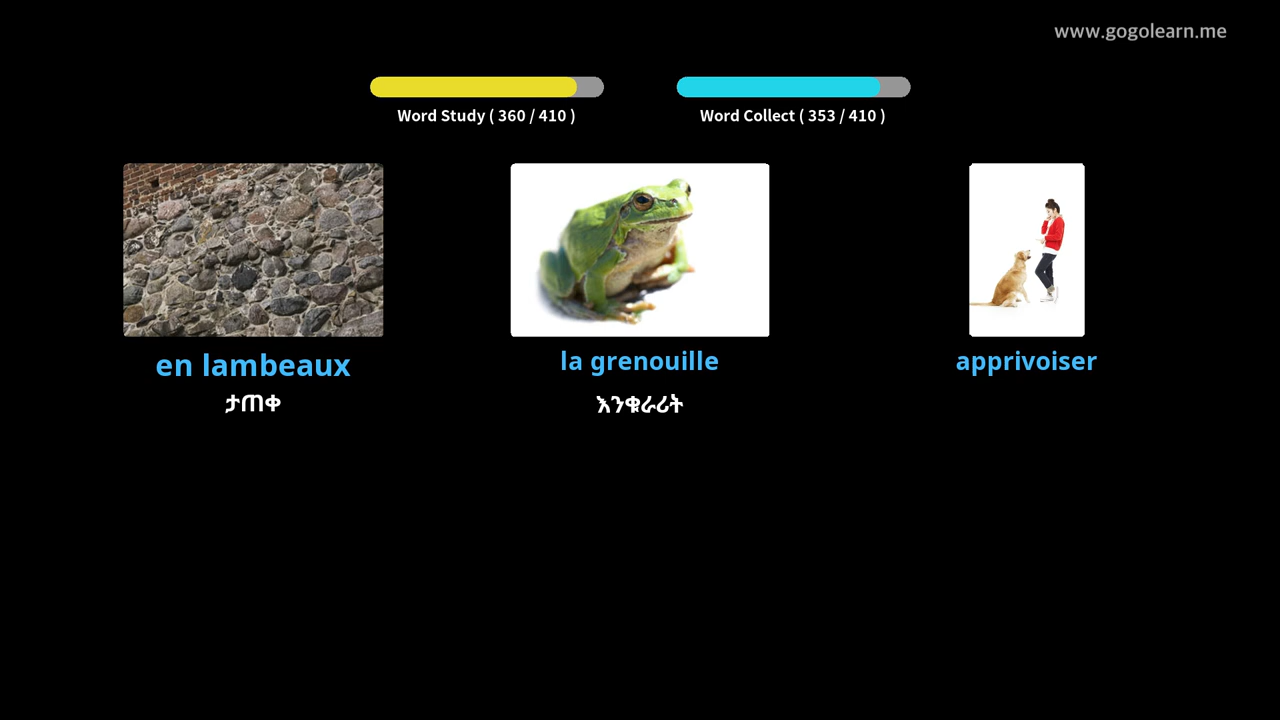 www.gogolearn.me
Word Study ( 360 / 410 )
Word Collect ( 353 / 410 )
en lambeaux
ታጠቀ
la grenouille
እንቁራሪት
apprivoiser